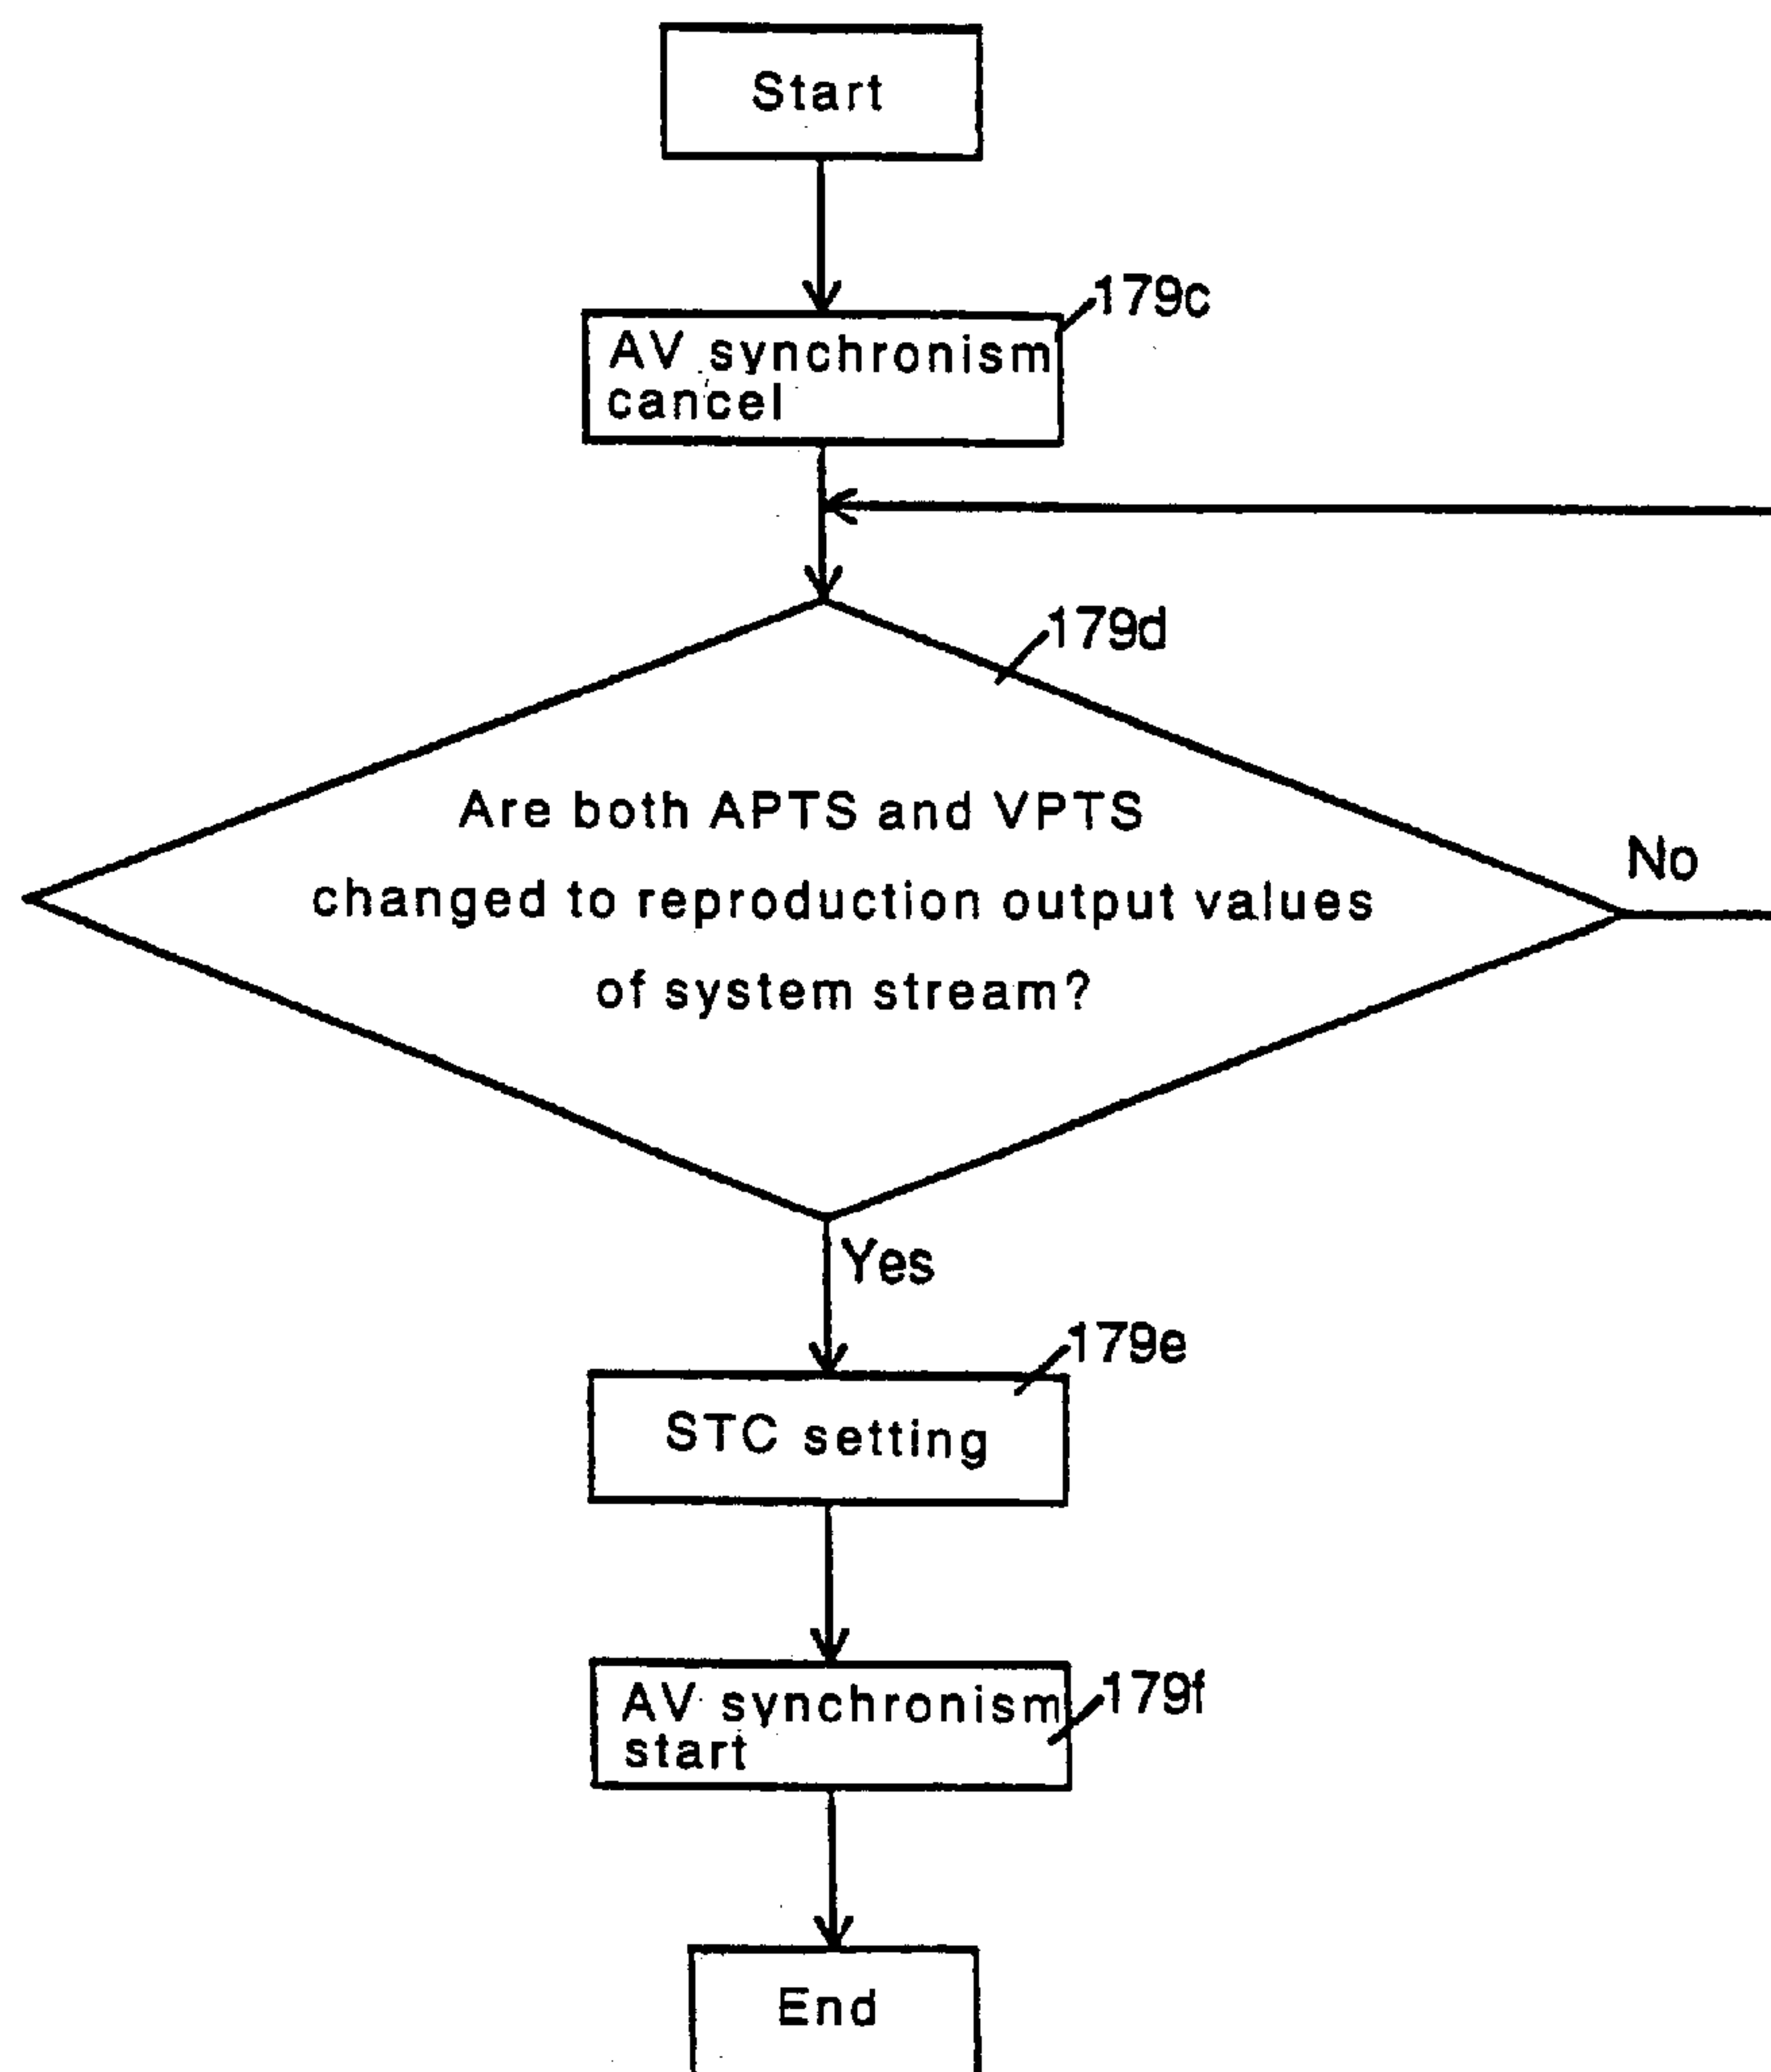 Start
179c
AV synchronism
cancel
179d
Are both APTS and VPTS
changed to reproduction output values
of system stream?
No
Yes
179e
STC setting
179f
AV synchronism
start
End